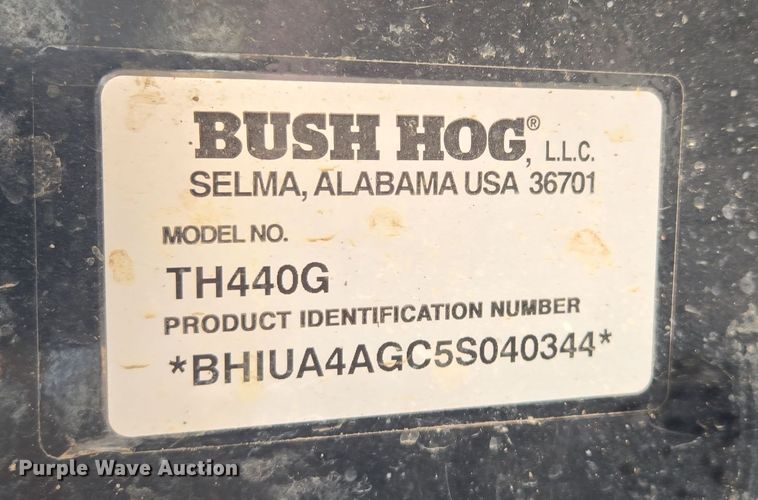 BUSH HOG®, L.L.C.
SELMA, ALABAMA USA 36701
MODEL NO.
TH440G
PRODUCT IDENTIFICATION NUMBER
*BHIUA4AGC5S040344*
Purple Wave Auction